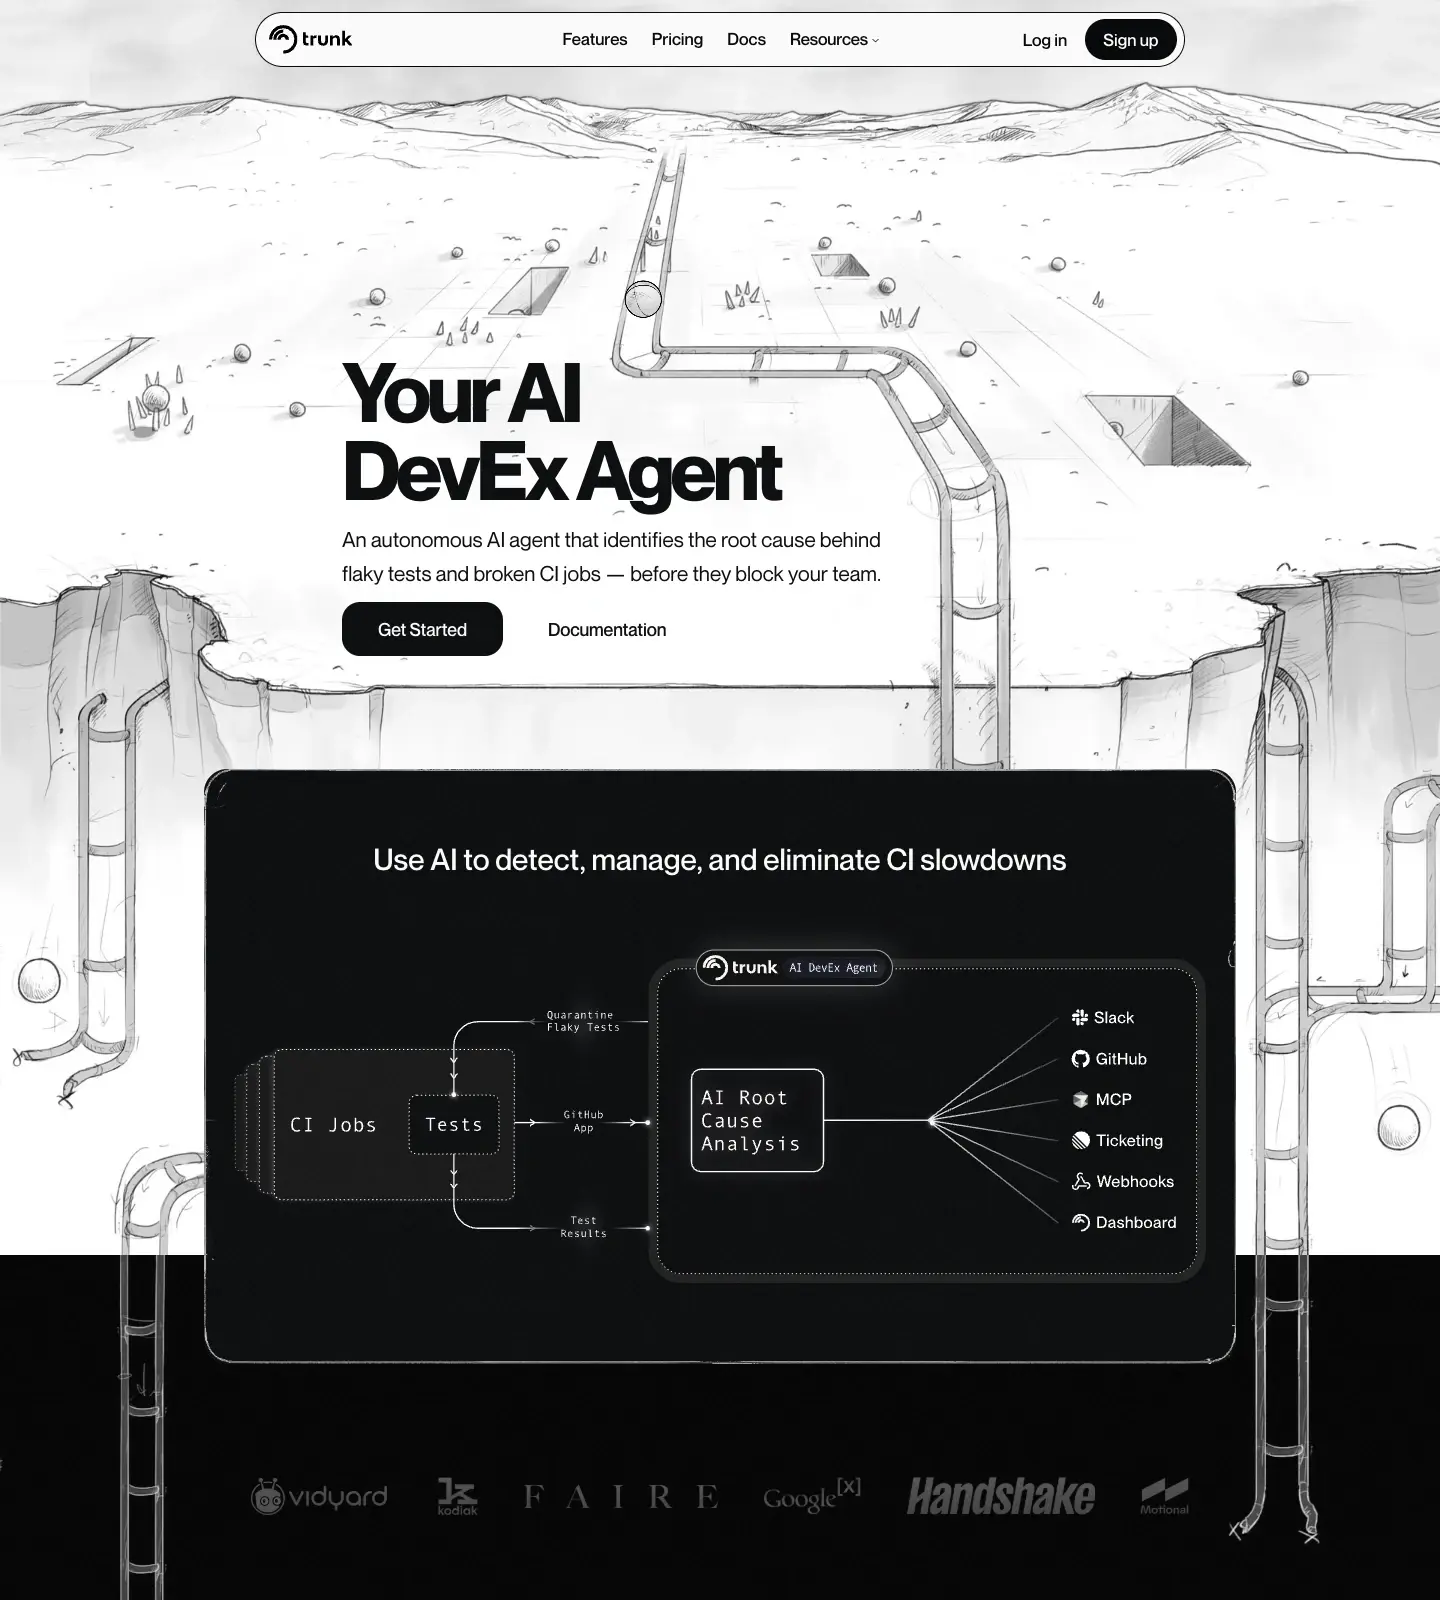 trunk
Features
Pricing
Docs
Resources
Log in
Sign up
Your AI
DevEx Agent
An autonomous AI agent that identifies the root cause behind
flaky tests and broken CI jobs — before they block your team.
Get Started
Documentation
Use AI to detect, manage, and eliminate CI slowdowns
trunk
AI DevEx Agent
Quarantine
Flaky Tests
CI Jobs
Tests
GitHub
App
Test
Results
AI Root
Cause
Analysis
Slack
GitHub
MCP
Ticketing
Webhooks
Dashboard
vidyard
kodiak
FAIRE
Google[x]
Handshake
Motional